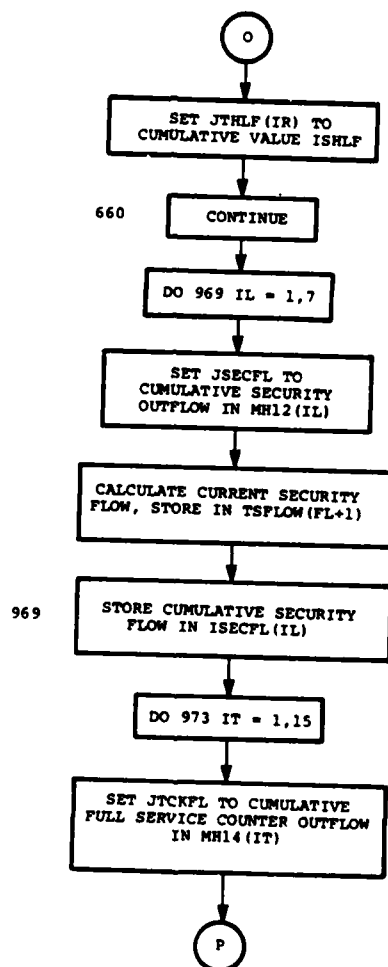 O
SET JTHLF(IR) TO
CUMULATIVE VALUE ISHLF
660
CONTINUE
DO 969 IL = 1,7
SET JSECFL TO
CUMULATIVE SECURITY
OUTFLOW IN MH12(IL)
CALCULATE CURRENT SECURITY
FLOW, STORE IN TSFLOW(FL+1)
969
STORE CUMULATIVE SECURITY
FLOW IN ISECFL(IL)
DO 973 IT = 1,15
SET JTCKFL TO CUMULATIVE
FULL SERVICE COUNTER OUTFLOW
IN MH14(IT)
P